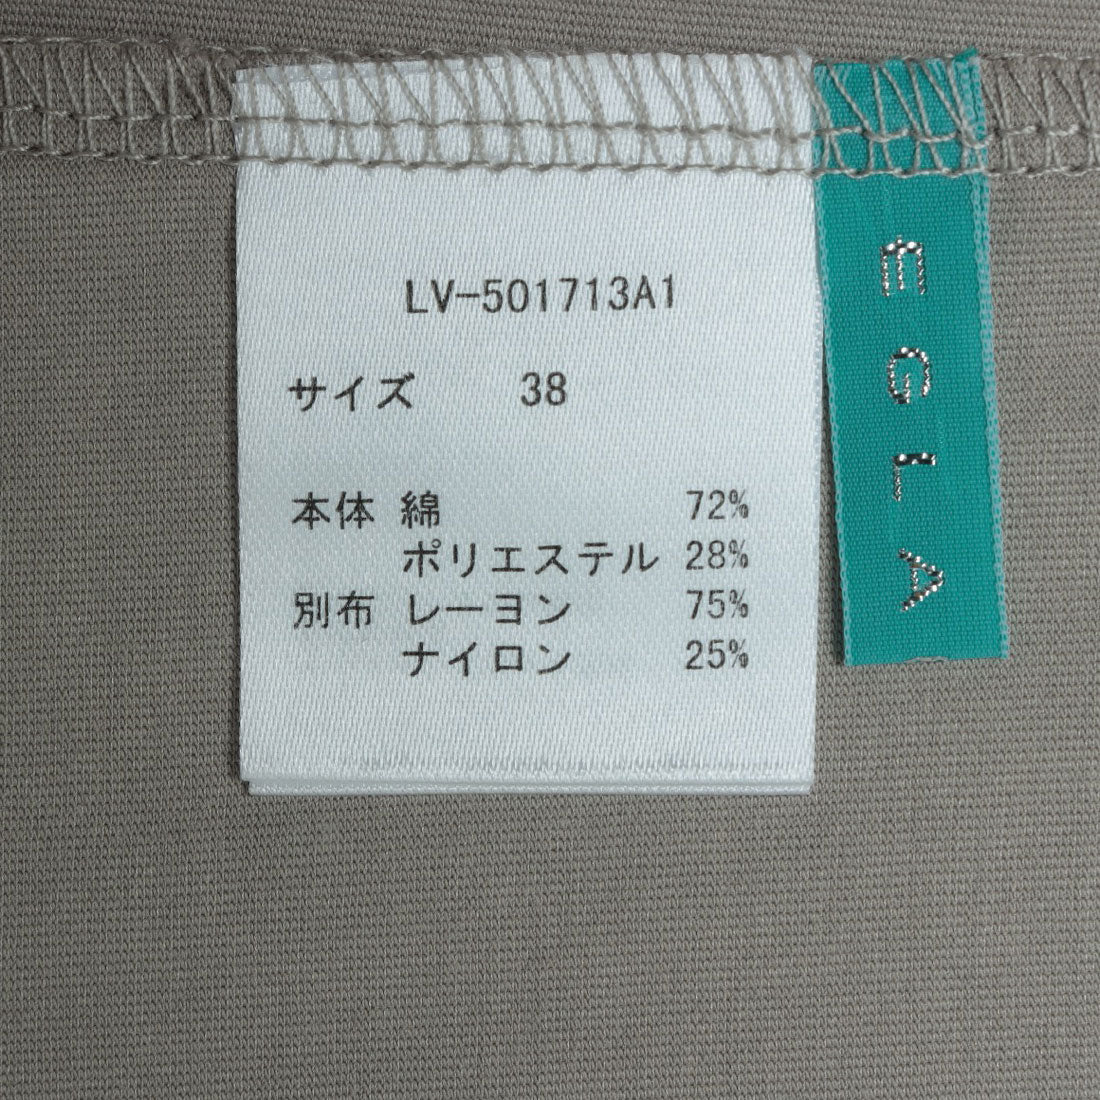 LV-501713A1
サイズ 38
本体 綿 72%
ポリエステル 28%
別布 レーヨン 75%
ナイロン 25%
EGLA